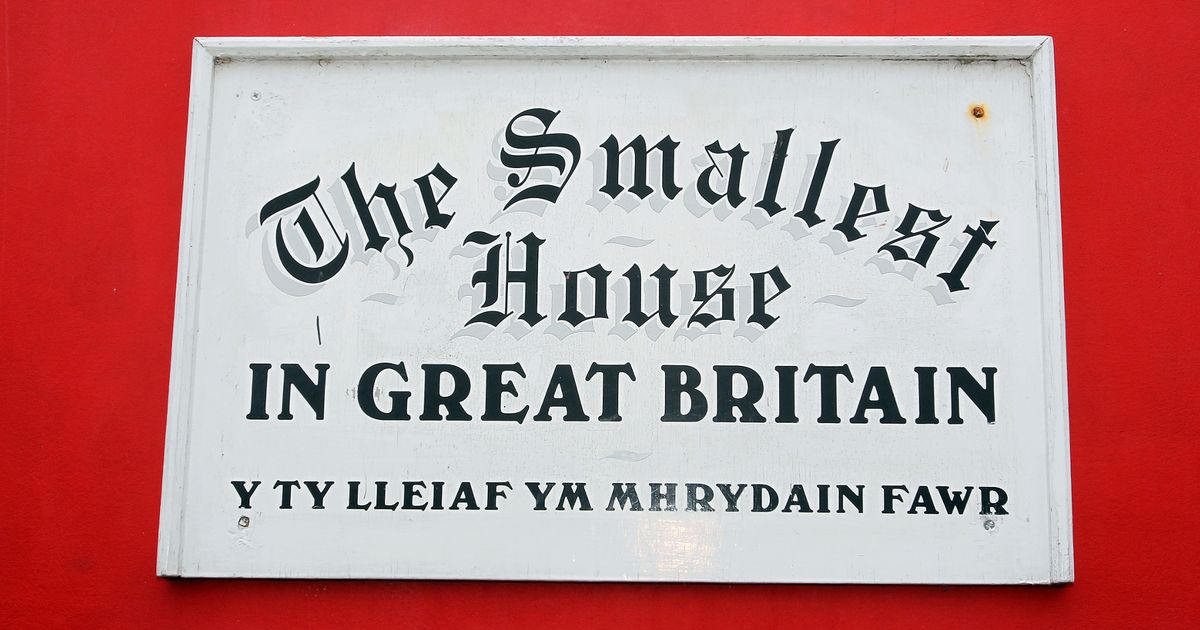 The Smallest
House
IN GREAT BRITAIN
Y TY LLEIAF YM MHRYDAIN FAWR